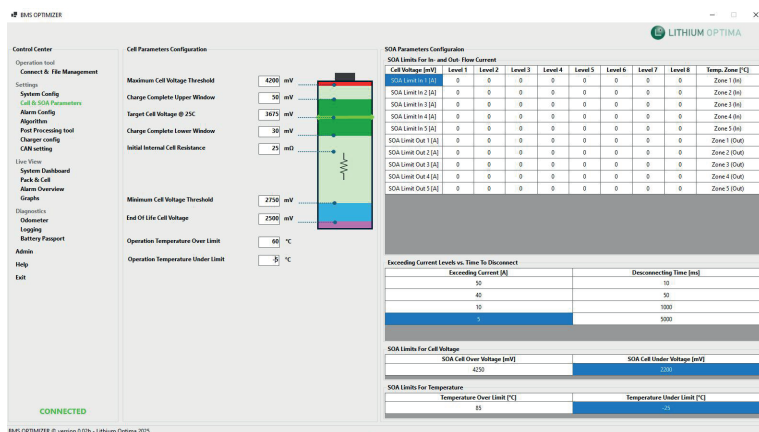 BMS OPTIMIZER
LITHIUM OPTIMA
Control Center
Operation tool
Connect & File Management
Settings
System Config
Cell & SOA Parameters
Alarm Config
Algorithm
Post Processing tool
Charger config
CAN setting
Live View
System Dashboard
Pack & Cell
Alarm Overview
Graphs
Diagnostics
Odometer
Logging
Battery Passport
Admin
Help
Exit
CONNECTED
Cell Parameters Configuration
Maximum Cell Voltage Threshold 4200 mV
Charge Complete Upper Window 50 mV
Target Cell Voltage @ 25C 3675 mV
Charge Complete Lower Window 30 mV
Initial Internal Cell Resistance 25 mΩ
Minimum Cell Voltage Threshold 2750 mV
End Of Life Cell Voltage 2500 mV
Operation Temperature Over Limit 60 °C
Operation Temperature Under Limit -5 °C
SOA Parameters Configuraion
SOA Limits For In- and Out- Flow Current
Cell Voltage [mV] Level 1 Level 2 Level 3 Level 4 Level 5 Level 6 Level 7 Level 8 Temp. Zone [°C]
SOA Limit In 1 [A] 0 0 0 0 0 0 0 0 Zone 1 (In)
SOA Limit In 2 [A] 0 0 0 0 0 0 0 0 Zone 2 (In)
SOA Limit In 3 [A] 0 0 0 0 0 0 0 0 Zone 3 (In)
SOA Limit In 4 [A] 0 0 0 0 0 0 0 0 Zone 4 (In)
SOA Limit In 5 [A] 0 0 0 0 0 0 0 0 Zone 5 (In)
SOA Limit Out 1 [A] 0 0 0 0 0 0 0 0 Zone 1 (Out)
SOA Limit Out 2 [A] 0 0 0 0 0 0 0 0 Zone 2 (Out)
SOA Limit Out 3 [A] 0 0 0 0 0 0 0 0 Zone 3 (Out)
SOA Limit Out 4 [A] 0 0 0 0 0 0 0 0 Zone 4 (Out)
SOA Limit Out 5 [A] 0 0 0 0 0 0 0 0 Zone 5 (Out)
Exceeding Current Levels vs. Time To Disconnect
Exceeding Current [A] Desconnecting Time [ms]
50 10
40 50
10 1000
5 5000
SOA Limits For Cell Voltage
SOA Cell Over Voltage [mV] SOA Cell Under Voltage [mV]
4250 2200
SOA Limits For Temperature
Temperature Over Limit [°C] Temperature Under Limit [°C]
85 -25
BMS OPTIMIZER © version 0.02b - Lithium Optima 2025